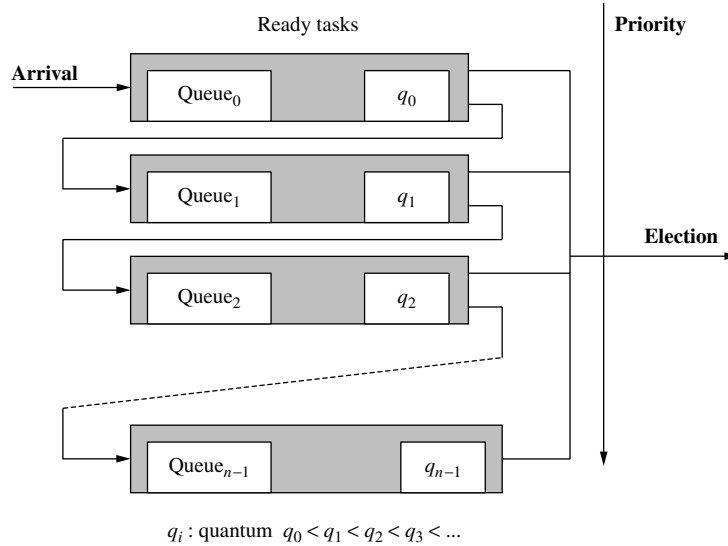 Ready tasks
Priority
Arrival
Queue₀ q₀
Queue₁ q₁
Election
Queue₂ q₂
Queueₙ₋₁ qₙ₋₁
qᵢ : quantum q₀ < q₁ < q₂ < q₃ < ...